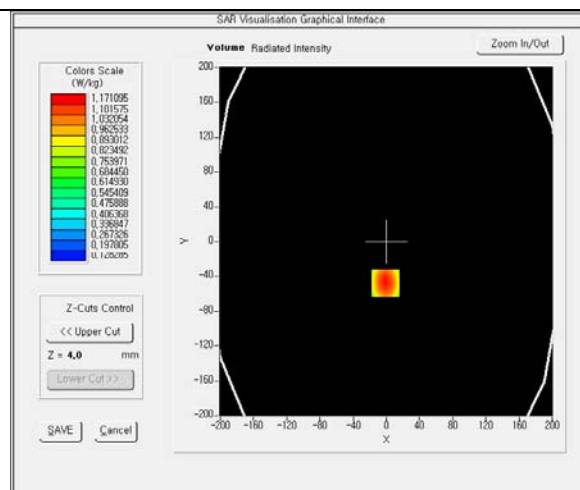 SAR Visualisation Graphical Interface
Volume Radiated Intensity
Zoom In/Out
Colors Scale
(W/kg)
1.171095
1.101575
1.032054
0.962533
0.893012
0.823492
0.753971
0.684450
0.614930
0.545409
0.475888
0.406368
0.336847
0.267326
0.197805
0.128285
Z-Cuts Control
<< Upper Cut
Z = 4.0 mm
Lower Cut >>
SAVE Cancel
Y
200
160
120
80
40
0
-40
-80
-120
-160
-200
-200 -160 -120 -80 -40 0 40 80 120 160 200
X